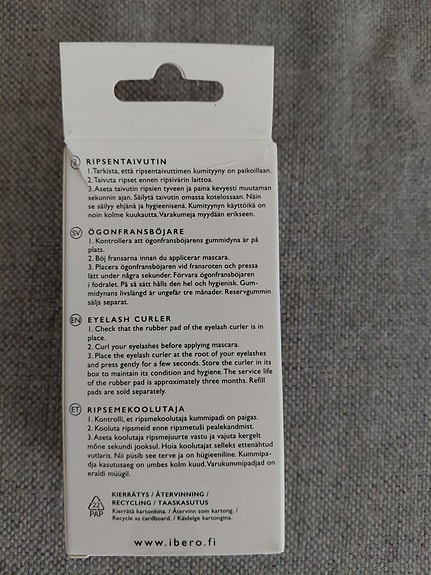 RIPSENTAIVUTIN
1. Tarkista, että ripsentaivuttimen kumityyny on paikoillaan.
2. Taivuta ripset ennen ripsivärin laittoa.
3. Aseta taivutin ripsien tyveen ja paina kevyesti muutaman
sekunnin ajan. Säilytä taivutin omassa kotelossaan. Näin
se säilyy ehjänä ja hygieenisenä. Kumityynyn käyttöikä on
noin kolme kuukautta. Varakumeja myydään erikseen.
SV ÖGONFRANSBÖJARE
1. Kontrollera att ögonfransböjarens gummidyna är på
plats.
2. Böj fransarna innan du applicerar mascara.
3. Placera ögonfransböjaren vid fransroten och pressa
lätt under några sekunder. Förvara ögonfransböjaren
i fodralet. På så sätt hålls den hel och hygienisk. Gum-
midynans livslängd är ungefär tre månader. Reservgummin
säljs separat.
EN EYELASH CURLER
1. Check that the rubber pad of the eyelash curler is in
place.
2. Curl your eyelashes before applying mascara.
3. Place the eyelash curler at the root of your eyelashes
and press gently for a few seconds. Store the curler in its
box to maintain its condition and hygiene. The service life
of the rubber pad is approximately three months. Refill
pads are sold separately.
ET RIPSMEKOOLUTAJA
1. Kontrolli, et ripsmekoolutaja kummipadi on paigas.
2. Kooluta ripsmeid enne ripsmetuši pealekandmist.
3. Aseta koolutaja ripsmejuurte vastu ja vajuta kergelt
mõne sekundi jooksul. Hoia koolutajat selleks ettenähtud
vutlaris. Nii püsib see terve ja on hügieeniline. Kummipa-
dja kasutusaeg on umbes kolm kuud. Varukummipadjad on
eraldi müügil.
22
PAP
KIERRÄTYS / ÅTERVINNING /
RECYCLING / TAASKASUTUS
Kierrätä kartonkina. / Återvinn som kartong. /
Recycle as cardboard. / Käidelge kartongina.
www.ibero.fi